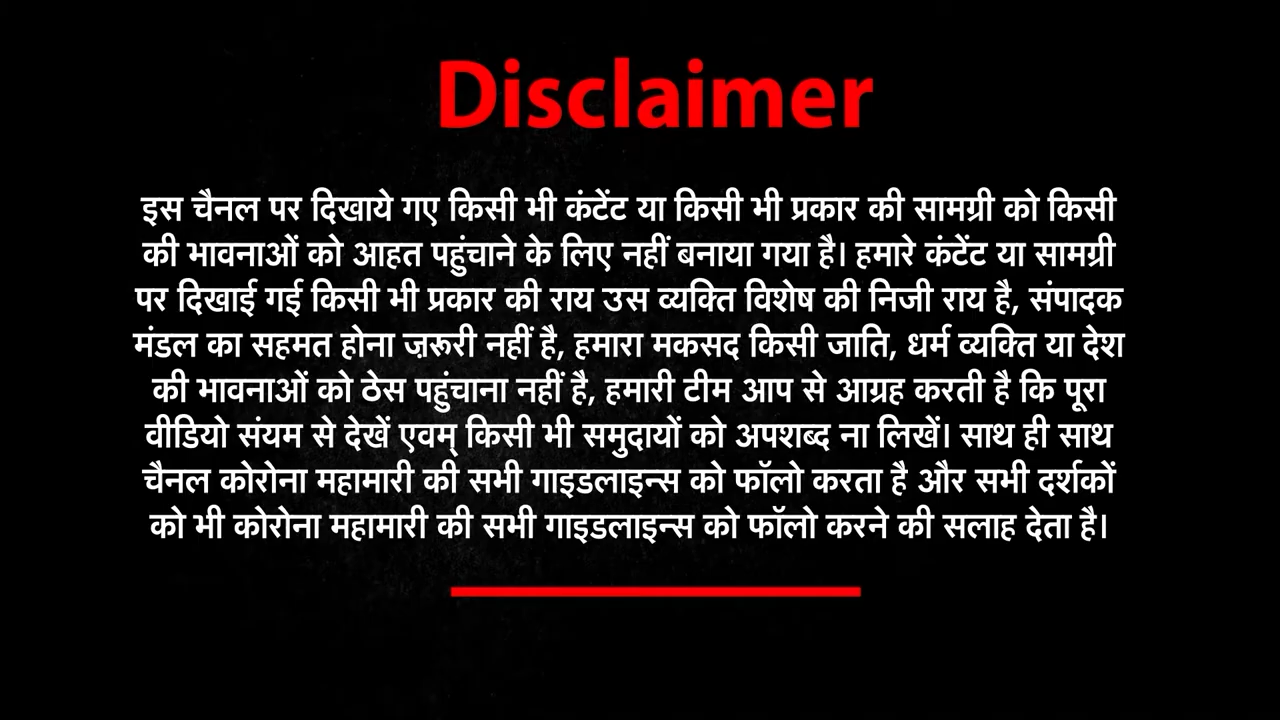 Disclaimer
इस चैनल पर दिखाये गए किसी भी कंटेंट या किसी भी प्रकार की सामग्री को किसी
की भावनाओं को आहत पहुंचाने के लिए नहीं बनाया गया है। हमारे कंटेंट या सामग्री
पर दिखाई गई किसी भी प्रकार की राय उस व्यक्ति विशेष की निजी राय है, संपादक
मंडल का सहमत होना ज़रूरी नहीं है, हमारा मकसद किसी जाति, धर्म व्यक्ति या देश
की भावनाओं को ठेस पहुंचाना नहीं है, हमारी टीम आप से आग्रह करती है कि पूरा
वीडियो संयम से देखें एवम् किसी भी समुदायों को अपशब्द ना लिखें। साथ ही साथ
चैनल कोरोना महामारी की सभी गाइडलाइन्स को फॉलो करता है और सभी दर्शकों
को भी कोरोना महामारी की सभी गाइडलाइन्स को फॉलो करने की सलाह देता है।